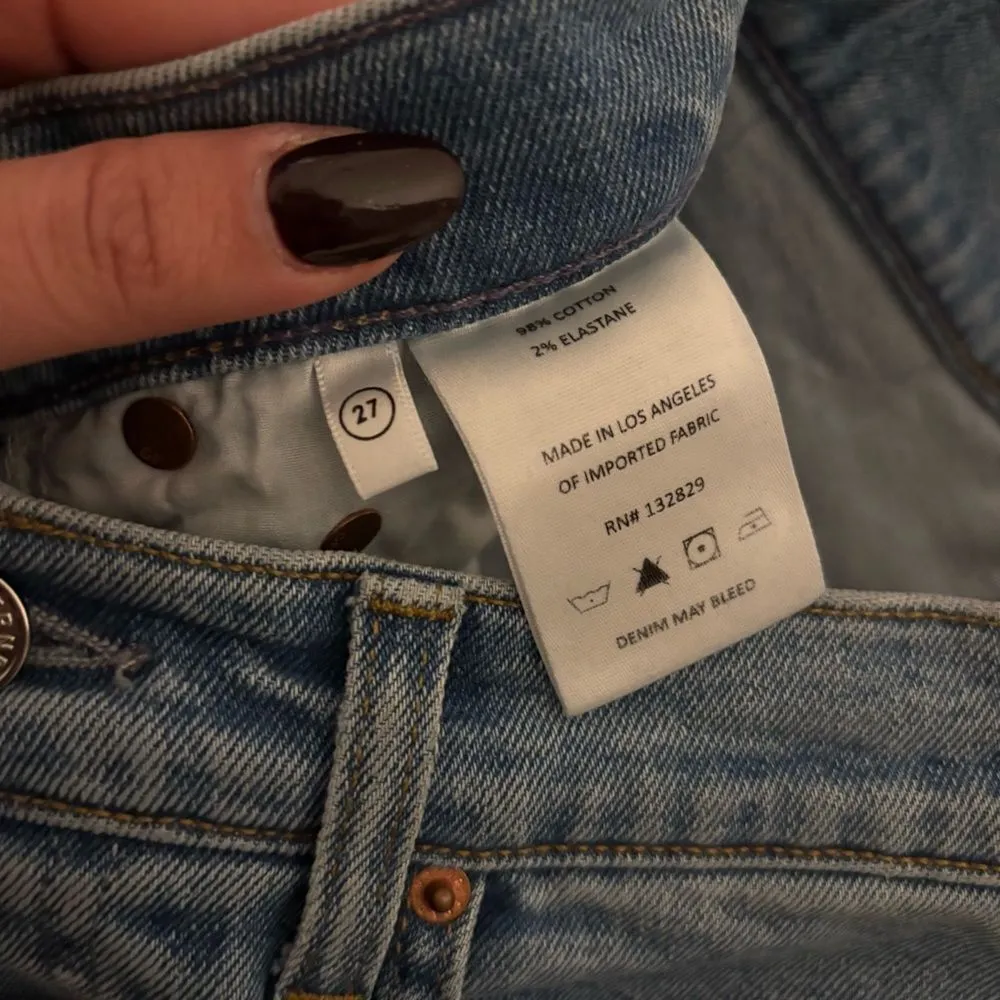 98% COTTON
2% ELASTANE
27
MADE IN LOS ANGELES
OF IMPORTED FABRIC
RN# 132829
DENIM MAY BLEED